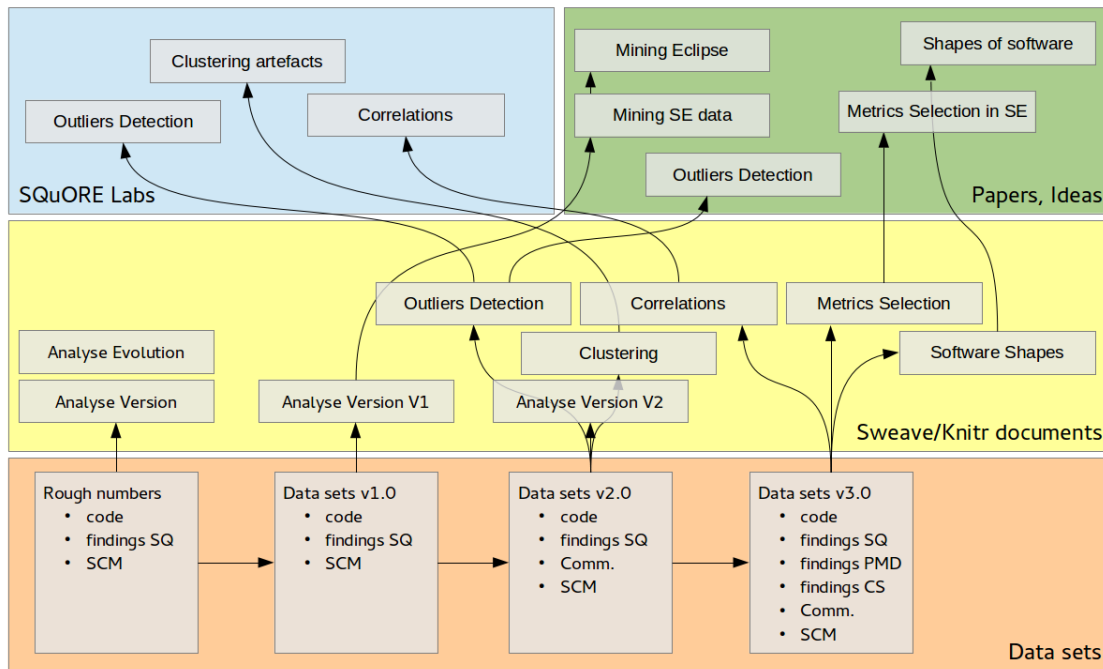 Clustering artefacts
Outliers Detection
Correlations
SQuORE Labs
Mining Eclipse
Shapes of software
Mining SE data
Metrics Selection in SE
Outliers Detection
Papers, Ideas
Outliers Detection
Correlations
Metrics Selection
Analyse Evolution
Clustering
Software Shapes
Analyse Version
Analyse Version V1
Analyse Version V2
Sweave/Knitr documents
Rough numbers
• code
• findings SQ
• SCM
Data sets v1.0
• code
• findings SQ
• SCM
Data sets v2.0
• code
• findings SQ
• Comm.
• SCM
Data sets v3.0
• code
• findings SQ
• findings PMD
• findings CS
• Comm.
• SCM
Data sets